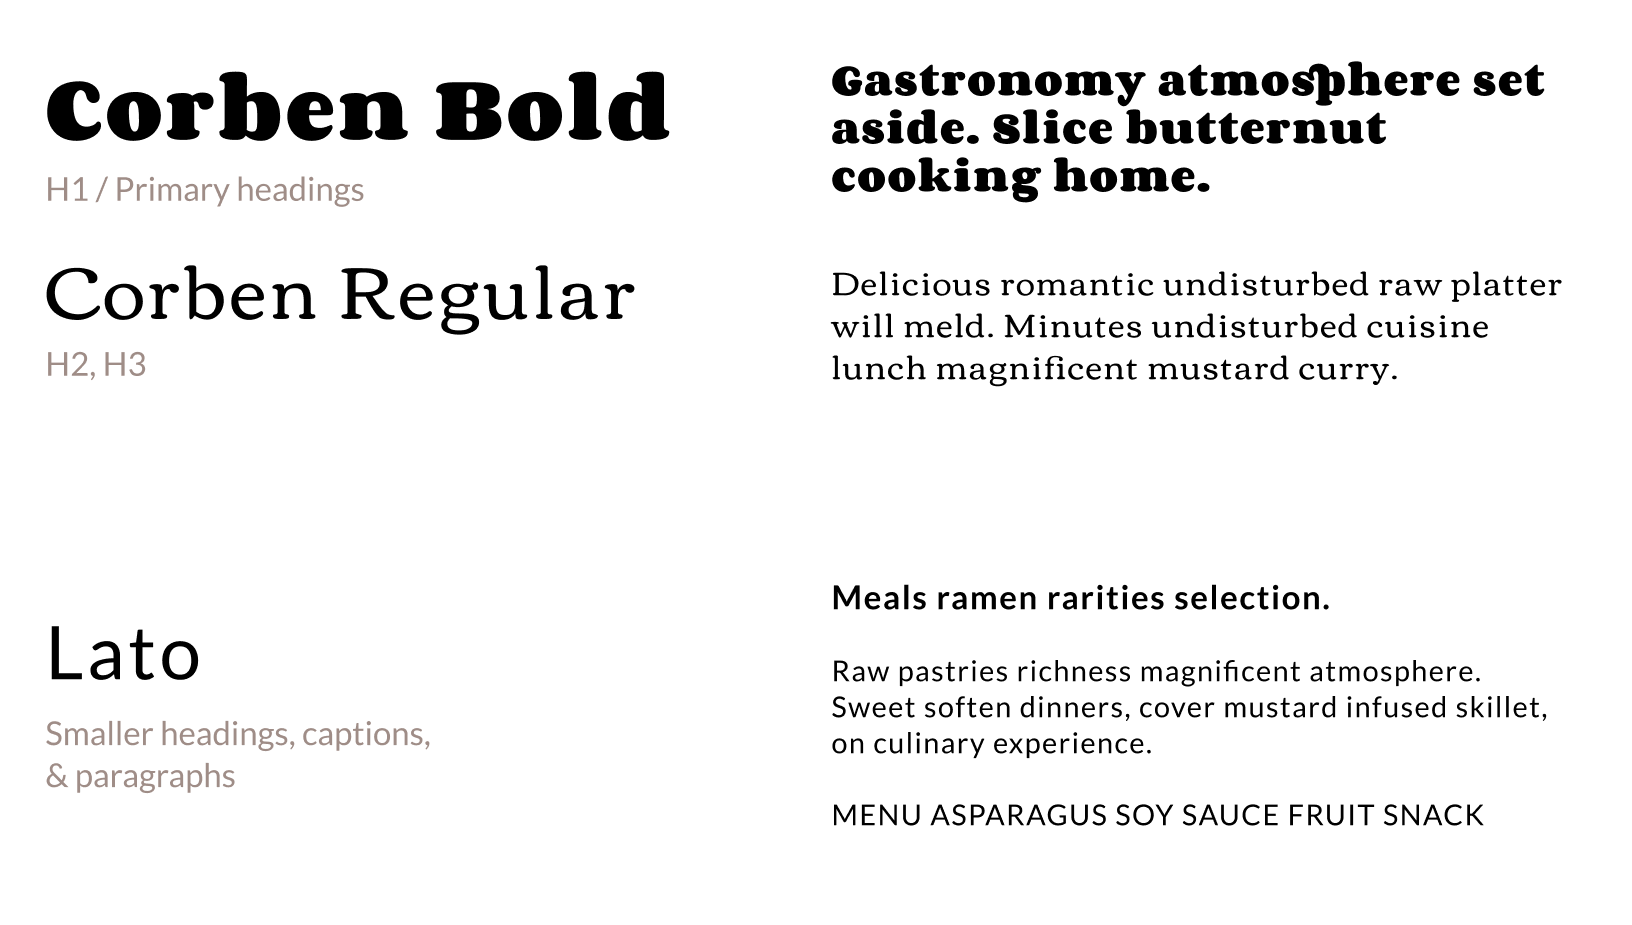 Corben Bold
H1 / Primary headings
Gastronomy atmosphere set
aside. Slice butternut
cooking home.
Corben Regular
H2, H3
Delicious romantic undisturbed raw platter
will meld. Minutes undisturbed cuisine
lunch magnificent mustard curry.
Lato
Smaller headings, captions,
& paragraphs
Meals ramen rarities selection.
Raw pastries richness magnificent atmosphere.
Sweet soften dinners, cover mustard infused skillet,
on culinary experience.
MENU ASPARAGUS SOY SAUCE FRUIT SNACK